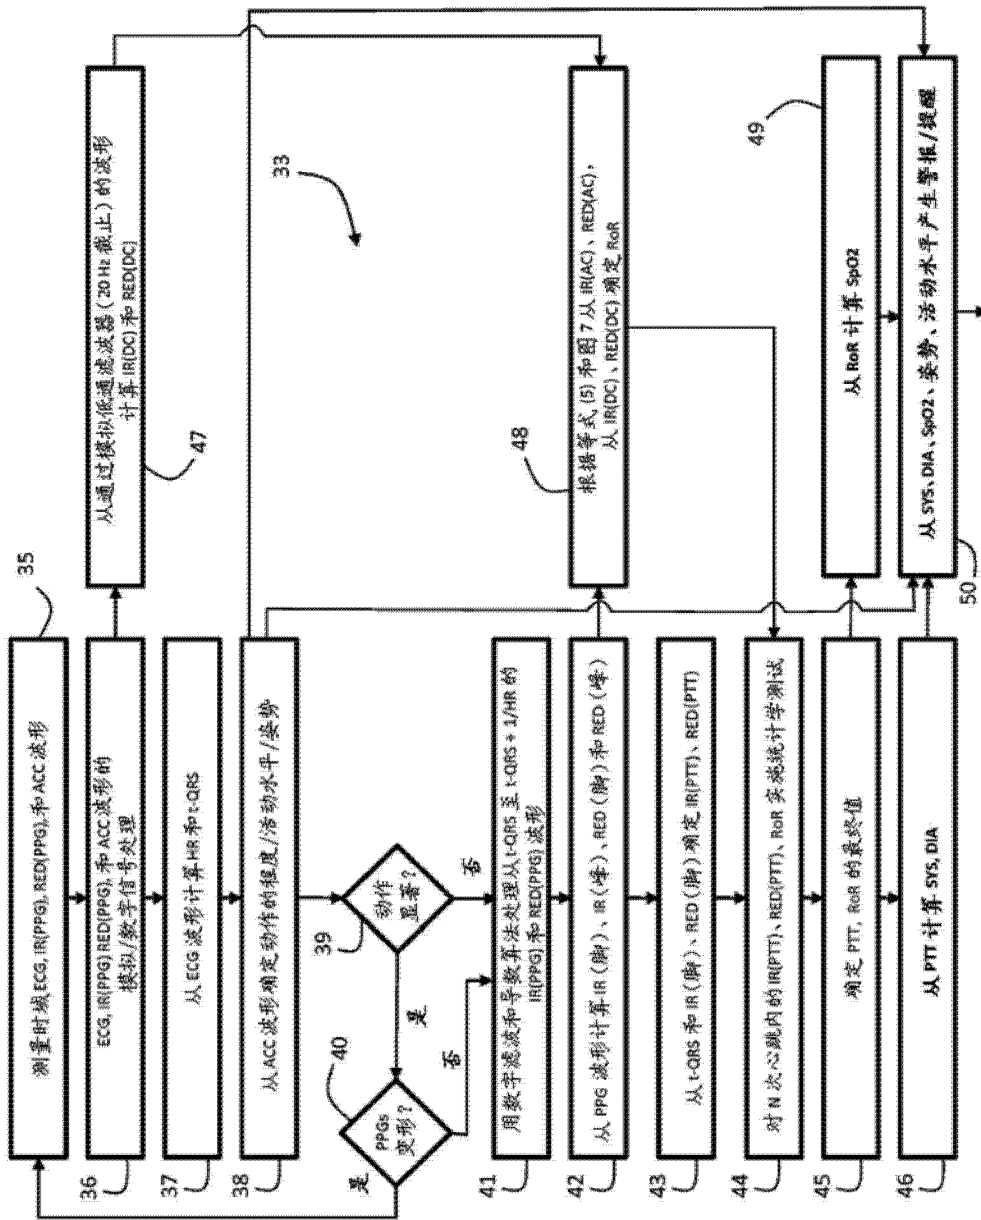 测量时域 ECG, IR(PPG), RED(PPG), 和 ACC 波形
35
ECG, IR(PPG) RED(PPG), 和 ACC 波形的
模拟/数字信号处理
36
从通过模拟低通滤波器(20 Hz 截止)的波形
计算 IR(DC) 和 RED(DC)
47
从 ECG 波形计算 HR 和 t-QRS
37
从 ACC 波形确定动作的程度/活动水平/姿势
38
33
动作
显著?
39
是
否
PPGs
变形?
40
是
否
用数字滤波和导数算法处理从 t-QRS 至 t-QRS + 1/HR 的
IR(PPG) 和 RED(PPG) 波形
41
从 PPG 波形计算 IR(脚)、IR(峰)、RED(脚)和 RED(峰)
42
根据等式 (5) 和图 7 从 IR(AC)、RED(AC),
从 IR(DC)、RED(DC) 确定 RoR
48
从 t-QRS 和 IR(脚)、RED(脚)确定 IR(PTT)、RED(PTT)
43
对 N 次心跳内的 IR(PTT)、RED(PTT)、RoR 实施统计学测试
44
确定 PTT, RoR 的最终值
45
从 RoR 计算 SpO2
49
从 PTT 计算 SYS, DIA
46
从 SYS、DIA、SpO2、姿势、活动水平产生警报/提醒
50